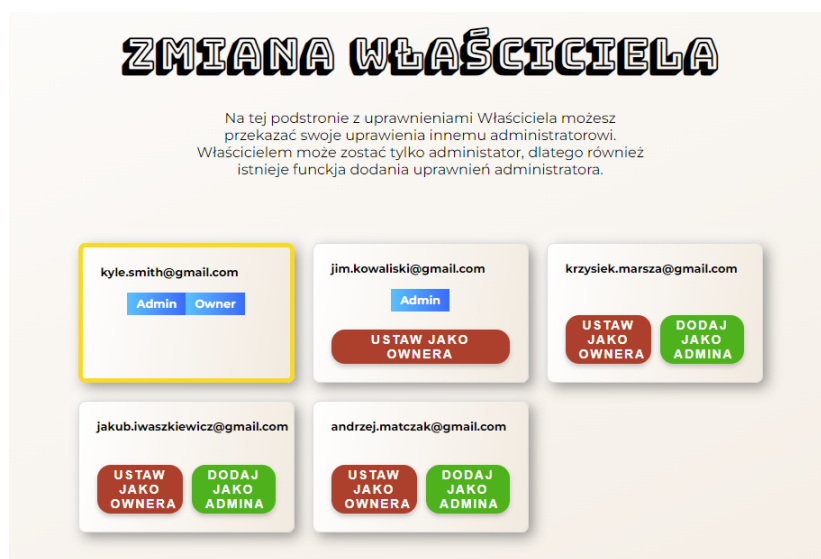 ZMIANA WŁAŚCICIELA
Na tej podstronie z uprawnieniami Właściciela możesz
przekazać swoje uprawienia innemu administratorowi.
Właścicielem może zostać tylko administator, dlatego również
istnieje funckja dodania uprawnień administratora.
kyle.smith@gmail.com
Admin Owner
jim.kowaliski@gmail.com
Admin
USTAW JAKO
OWNERA
krzysiek.marsza@gmail.com
USTAW
JAKO
OWNERA
DODAJ
JAKO
ADMINA
jakub.iwaszkiewicz@gmail.com
USTAW
JAKO
OWNERA
DODAJ
JAKO
ADMINA
andrzej.matczak@gmail.com
USTAW
JAKO
OWNERA
DODAJ
JAKO
ADMINA